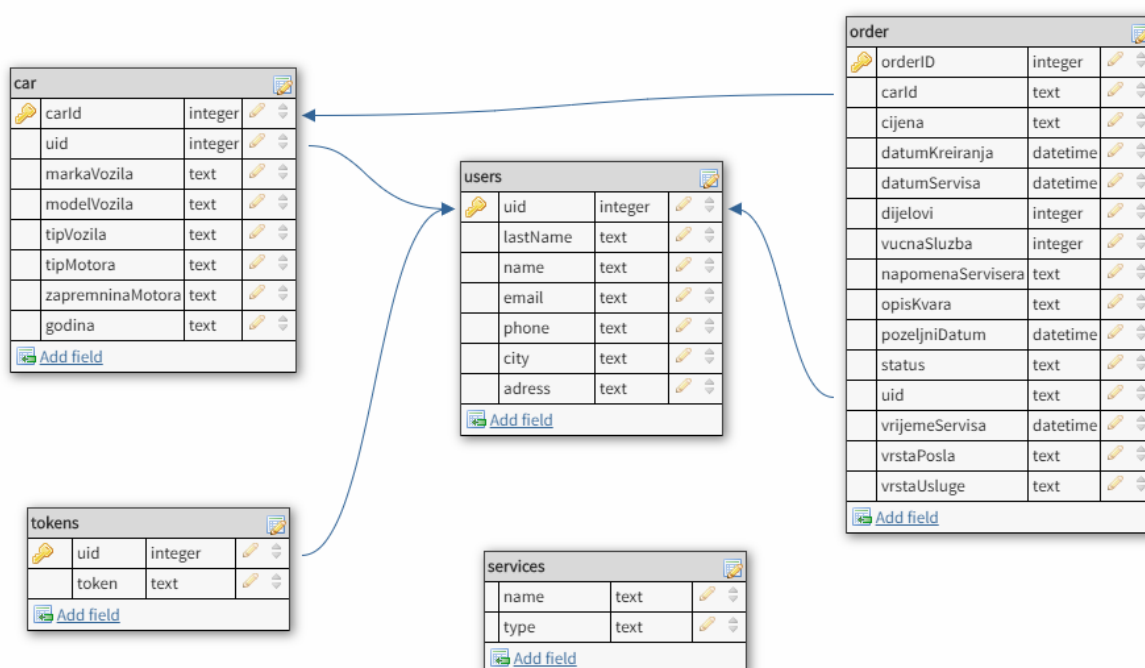 car
carId integer
uid integer
markaVozila text
modelVozila text
tipVozila text
tipMotora text
zapremninaMotora text
godina text
Add field
users
uid integer
lastName text
name text
email text
phone text
city text
adress text
Add field
order
orderID integer
carId text
cijena text
datumKreiranja datetime
datumServisa datetime
dijelovi integer
vucnaSluzba integer
napomenaServisera text
opisKvara text
pozeljniDatum datetime
status text
uid text
vrijemeServisa datetime
vrstaPosla text
vrstaUsluge text
Add field
tokens
uid integer
token text
Add field
services
name text
type text
Add field